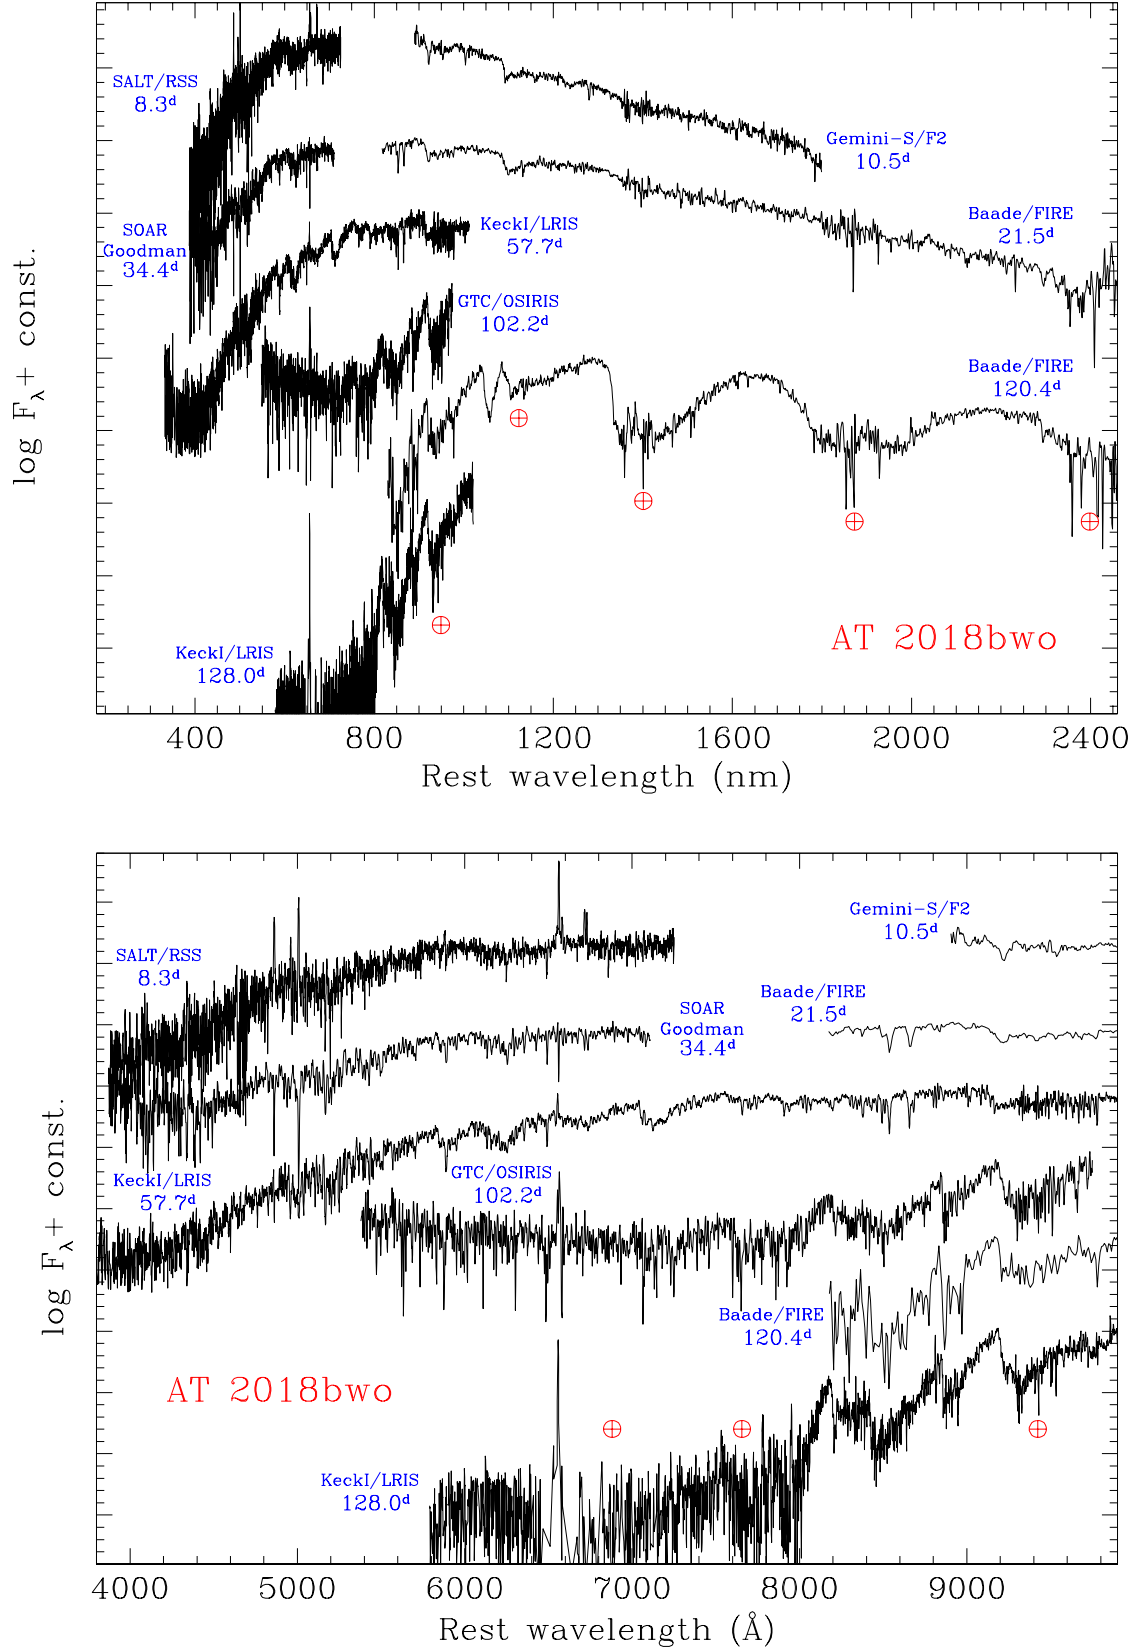 SALT/RSS
8.3d
Gemini-S/F2
10.5d
SOAR
Goodman
34.4d
KeckI/LRIS
57.7d
Baade/FIRE
21.5d
GTC/OSIRIS
102.2d
Baade/FIRE
120.4d
KeckI/LRIS
128.0d
AT 2018bwo
log Fλ + const.
400 800 1200 1600 2000 2400
Rest wavelength (nm)
Gemini-S/F2
10.5d
SALT/RSS
8.3d
Baade/FIRE
21.5d
SOAR
Goodman
34.4d
KeckI/LRIS
57.7d
GTC/OSIRIS
102.2d
Baade/FIRE
120.4d
AT 2018bwo
KeckI/LRIS
128.0d
log Fλ + const.
4000 5000 6000 7000 8000 9000
Rest wavelength (Å)